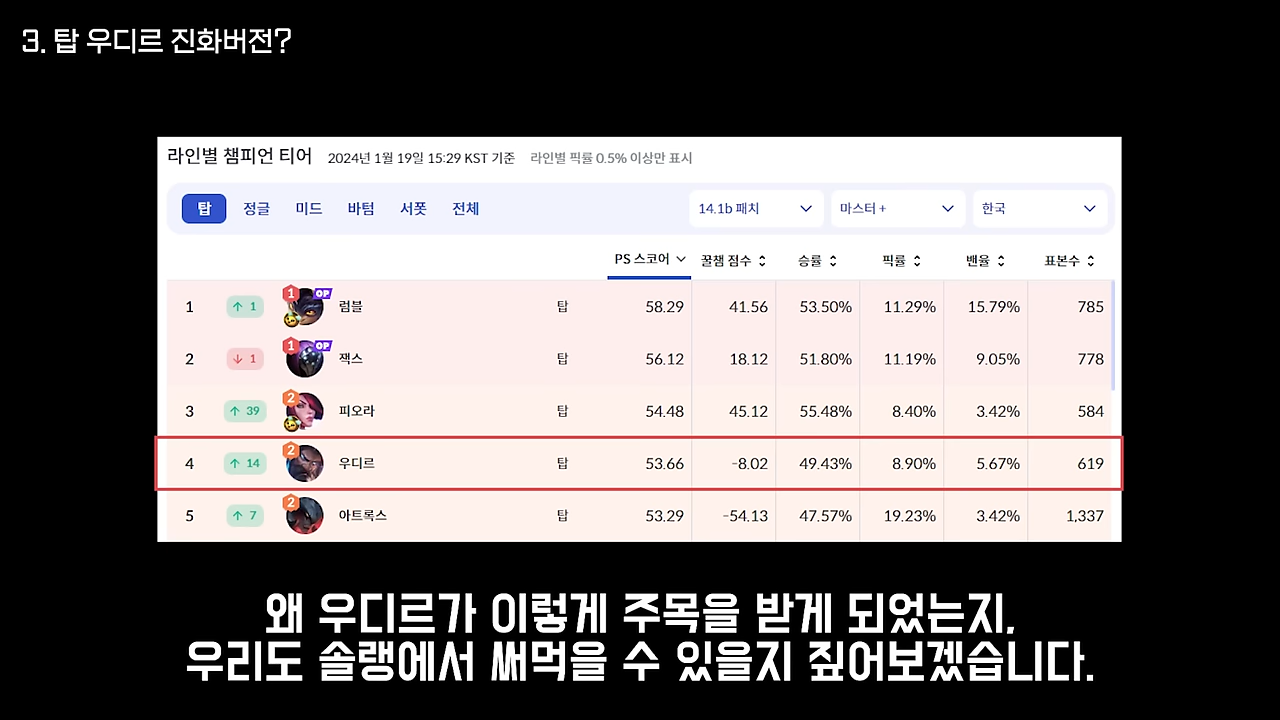 3. 탑 우디르 진화버전?
라인별 챔피언 티어 2024년 1월 19일 15:29 KST 기준 라인별 픽률 0.5% 이상만 표시
탑 정글 미드 바텀 서폿 전체 14.1b 패치 마스터 + 한국
PS 스코어 꿀챔 점수 승률 픽률 밴율 표본수
1 ↑ 1 1 OP 럼블 탑 58.29 41.56 53.50% 11.29% 15.79% 785
2 ↓ 1 1 OP 잭스 탑 56.12 18.12 51.80% 11.19% 9.05% 778
3 ↑ 39 2 피오라 탑 54.48 45.12 55.48% 8.40% 3.42% 584
4 ↑ 14 2 우디르 탑 53.66 -8.02 49.43% 8.90% 5.67% 619
5 ↑ 7 2 아트록스 탑 53.29 -54.13 47.57% 19.23% 3.42% 1,337
왜 우디르가 이렇게 주목을 받게 되었는지,
우리도 솔랭에서 써먹을 수 있을지 짚어보겠습니다.